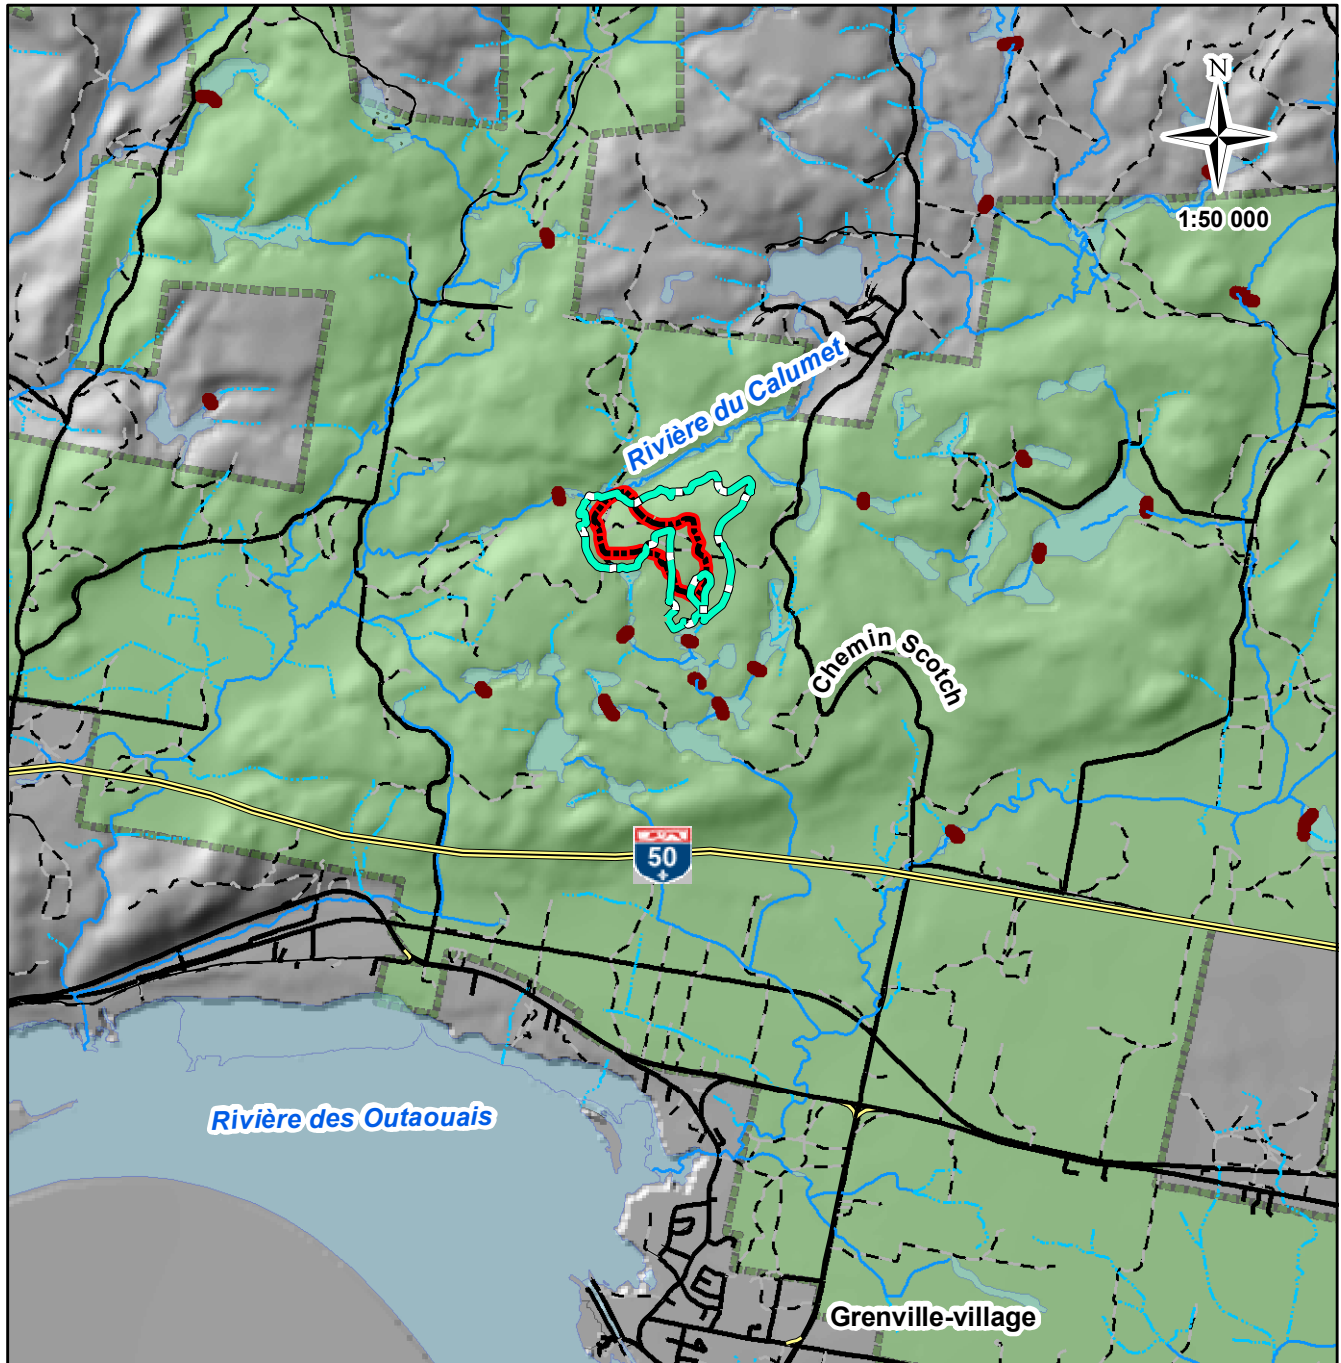 N
1:50 000
Rivière du Calumet
Chemin Scotch
50
Rivière des Outaouais
Grenville-village